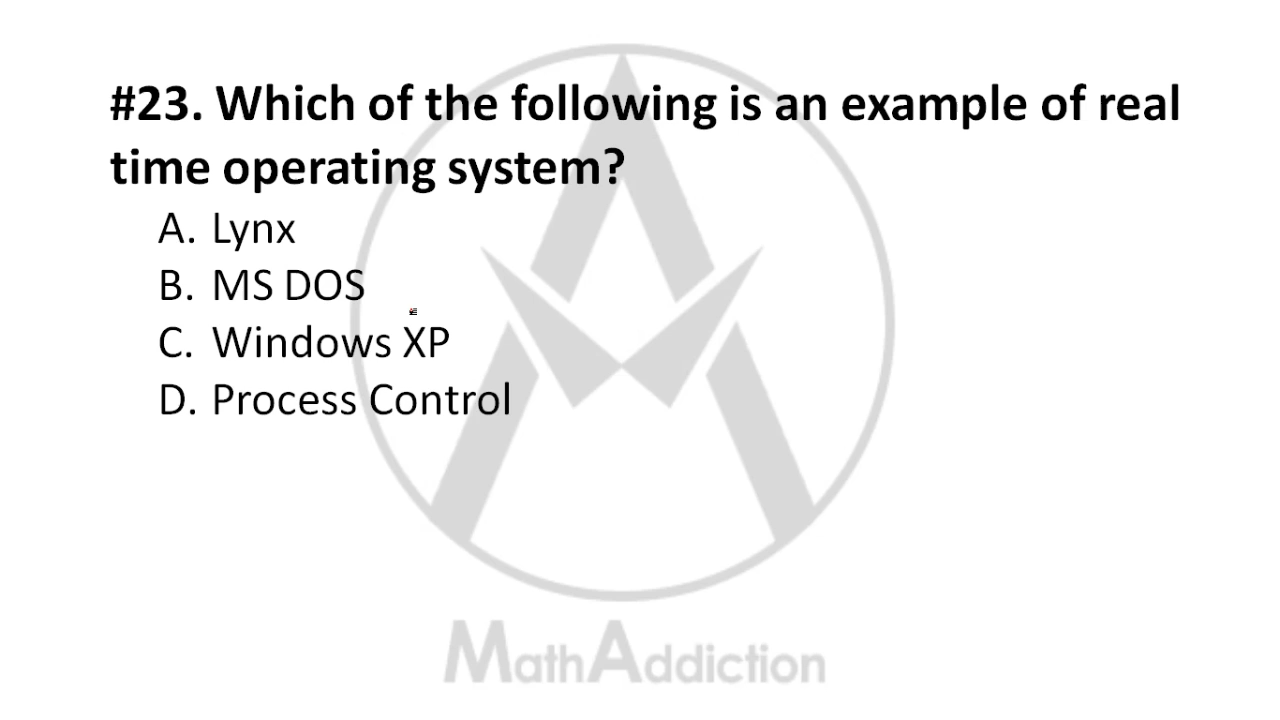 #23. Which of the following is an example of real
time operating system?
A. Lynx
B. MS DOS
C. Windows XP
D. Process Control
MathAddiction